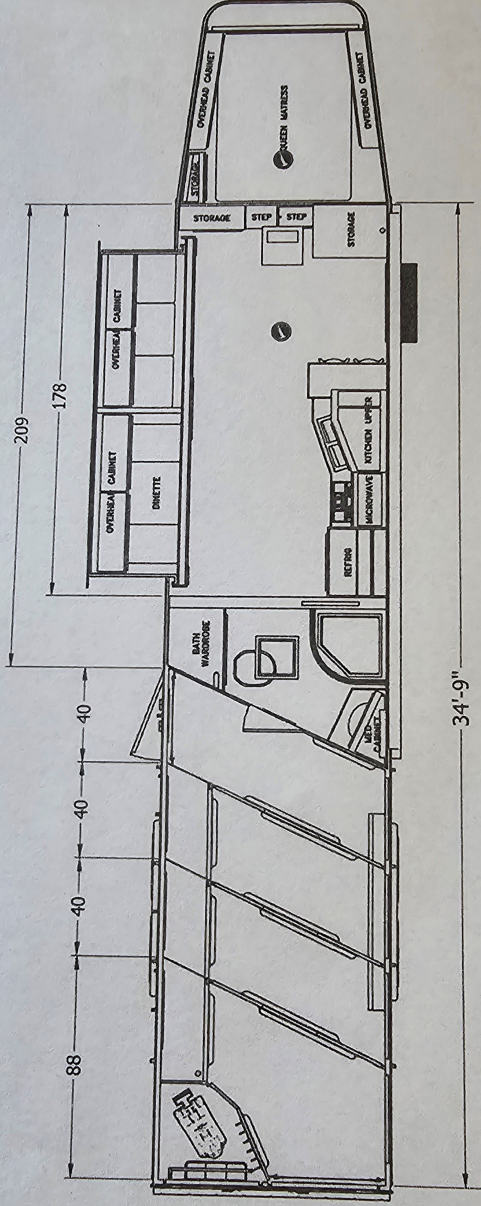 OVERHEAD CABINET
QUEEN MATRESS
OVERHEAD CABINET
STORAGE
STORAGE
STEP
STEP
STORAGE
OVERHEAD CABINET
OVERHEAD CABINET
DINETTE
209
178
KITCHEN UPPER
MICROWAVE
REFRIG
BATH
WARDROBE
MED.
CABINET
40
40
40
88
34'-9"